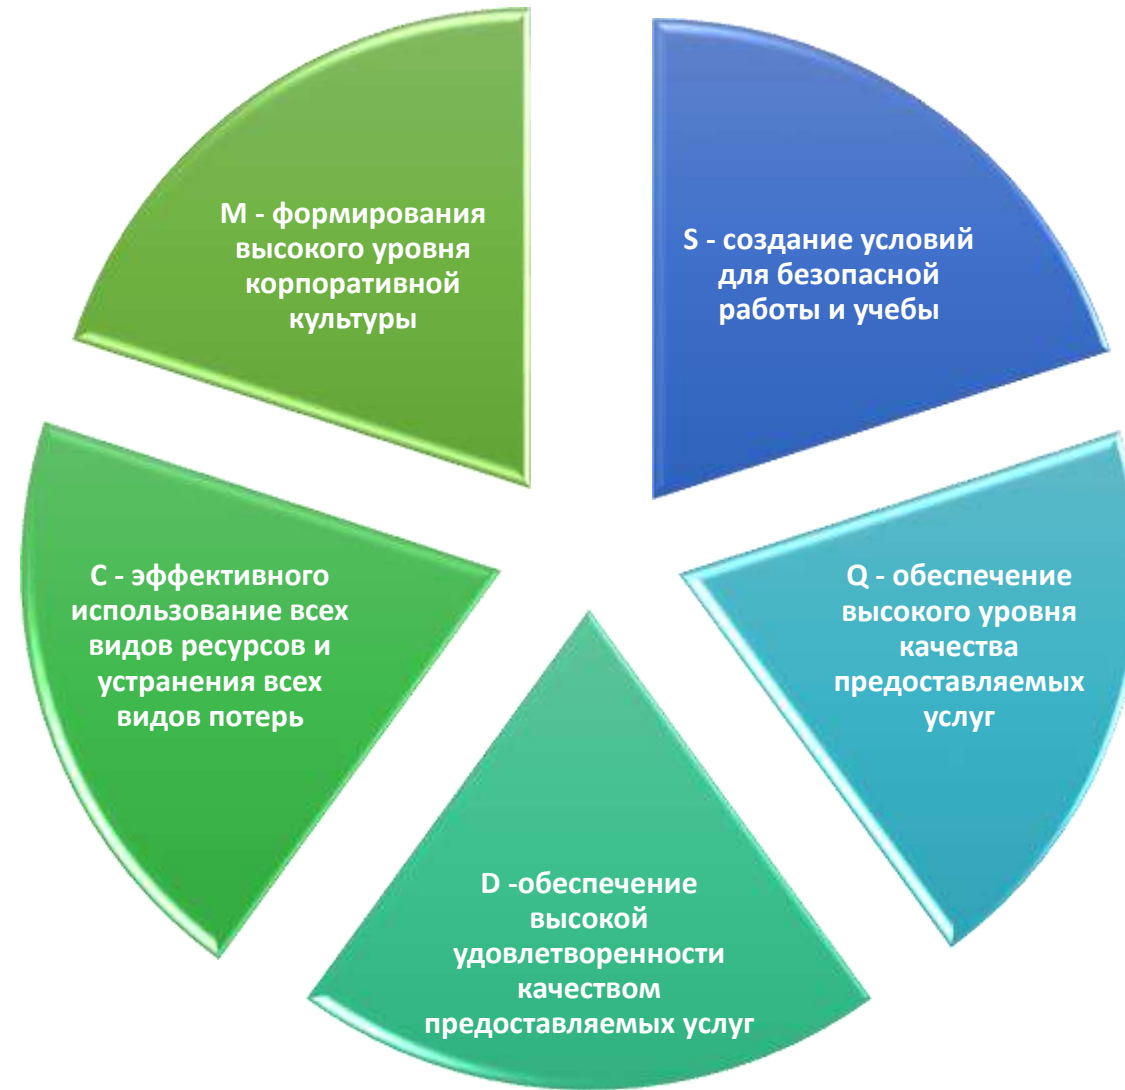 М - формирования
высокого уровня
корпоративной
культуры
S - создание условий
для безопасной
работы и учебы
С - эффективного
использование всех
видов ресурсов и
устранения всех
видов потерь
Q - обеспечение
высокого уровня
качества
предоставляемых
услуг
D -обеспечение
высокой
удовлетворенности
качеством
предоставляемых услуг